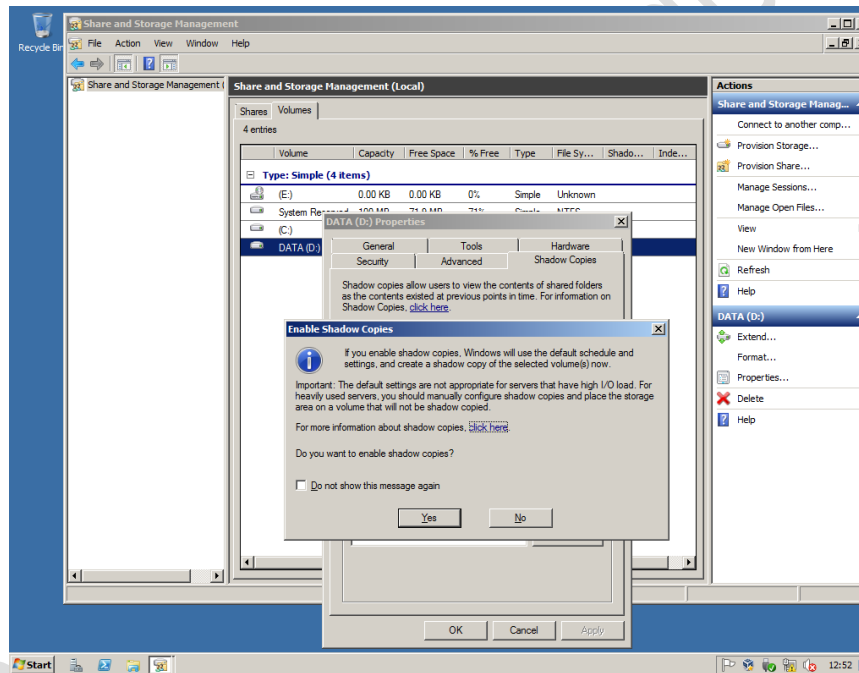 Recycle Bin
Share and Storage Management
File Action View Window Help
Share and Storage Management (
Share and Storage Management (Local)
Shares Volumes
4 entries
Volume Capacity Free Space % Free Type File Sy... Shado... Inde...
Type: Simple (4 items)
(E:) 0.00 KB 0.00 KB 0% Simple Unknown
System Reserved 100 MB 71.9 MB 71% Simple NTFS
(C:)
DATA (D:)
DATA (D:) Properties
General Tools Hardware
Security Advanced Shadow Copies
Shadow copies allow users to view the contents of shared folders
as the contents existed at previous points in time. For information on
Shadow Copies, click here.
Enable Shadow Copies
If you enable shadow copies, Windows will use the default schedule and
settings, and create a shadow copy of the selected volume(s) now.
Important: The default settings are not appropriate for servers that have high I/O load. For
heavily used servers, you should manually configure shadow copies and place the storage
area on a volume that will not be shadow copied.
For more information about shadow copies, click here.
Do you want to enable shadow copies?
Do not show this message again
Yes No
OK Cancel Apply
Actions
Share and Storage Manag...
Connect to another comp...
Provision Storage...
Provision Share...
Manage Sessions...
Manage Open Files...
View
New Window from Here
Refresh
Help
DATA (D:)
Extend...
Format...
Properties...
Delete
Help
Start
12:52